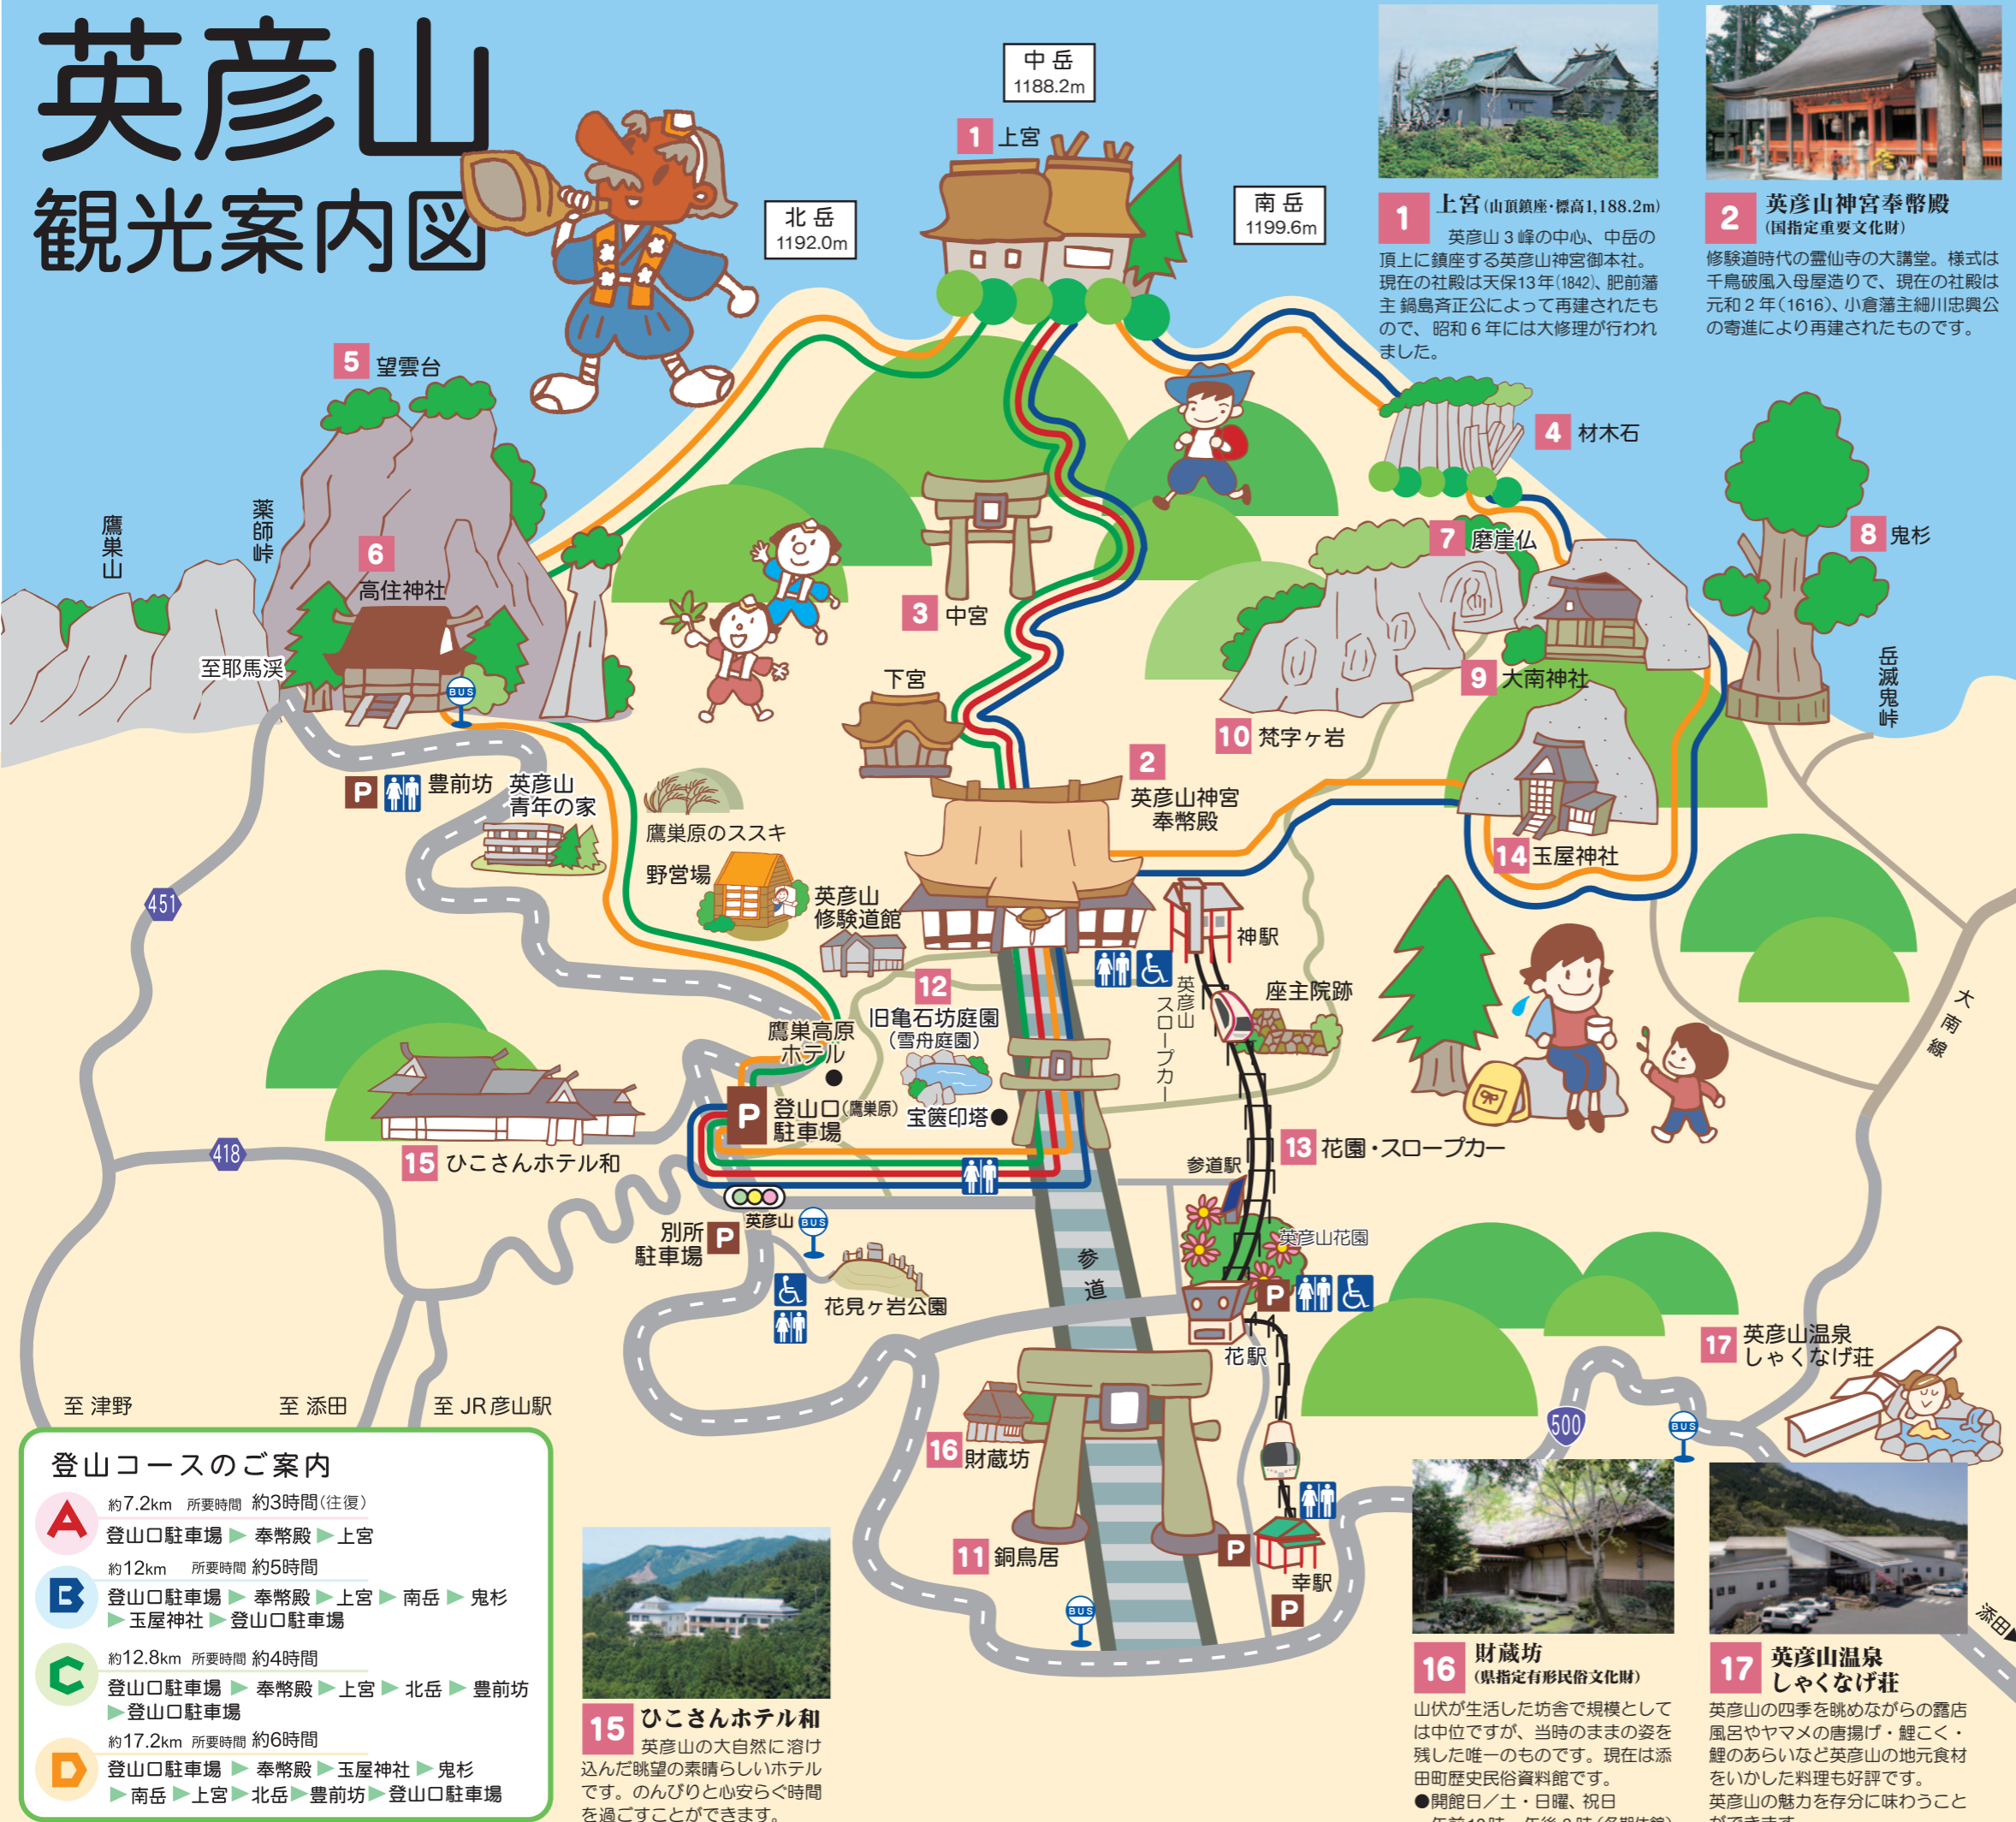 英彦山
観光案内図
中岳
1188.2m
北岳
1192.0m
南岳
1199.6m
1 上宮
1 上宮(山頂鎮座・標高1,188.2m)
英彦山3峰の中心、中岳の
頂上に鎮座する英彦山神宮御本社。
現在の社殿は天保13年(1842)、肥前藩
主 鍋島斉正公によって再建されたも
ので、昭和6年には大修理が行われ
ました。
2 英彦山神宮奉幣殿
(国指定重要文化財)
修験道時代の霊仙寺の大講堂。様式は
千鳥破風入母屋造りで、現在の社殿は
元和2年(1616)、小倉藩主細川忠興公
の寄進により再建されたものです。
5 望雲台
4 材木石
鷹巣山
薬師峠
6
高住神社
至耶馬渓
BUS
3 中宮
7 磨崖仏
8 鬼杉
9 大南神社
10 梵字ヶ岩
岳滅鬼峠
下宮
2
英彦山神宮
奉幣殿
P 豊前坊
英彦山
青年の家
鷹巣原のススキ
野営場
英彦山
修験道館
14 玉屋神社
451
神駅
英彦山
スロープカー
座主院跡
大南線
12
旧亀石坊庭園
(雪舟庭園)
鷹巣高原
ホテル
P 登山口(鷹巣原)
駐車場
宝篋印塔
418
15 ひこさんホテル和
13 花園・スロープカー
参道駅
英彦山
BUS
別所
駐車場
P
英彦山花園
参道
花見ヶ岩公園
P
花駅
17 英彦山温泉
しゃくなげ荘
500
BUS
至 津野
至 添田
至 JR彦山駅
16 財蔵坊
11 銅鳥居
P
幸駅
P
BUS
添田
登山コースのご案内
A 約7.2km 所要時間 約3時間(往復)
登山口駐車場 ▶ 奉幣殿 ▶ 上宮
B 約12km 所要時間 約5時間
登山口駐車場 ▶ 奉幣殿 ▶ 上宮 ▶ 南岳 ▶ 鬼杉
▶ 玉屋神社 ▶ 登山口駐車場
C 約12.8km 所要時間 約4時間
登山口駐車場 ▶ 奉幣殿 ▶ 上宮 ▶ 北岳 ▶ 豊前坊
▶ 登山口駐車場
D 約17.2km 所要時間 約6時間
登山口駐車場 ▶ 奉幣殿 ▶ 玉屋神社 ▶ 鬼杉
▶ 南岳 ▶ 上宮 ▶ 北岳 ▶ 豊前坊 ▶ 登山口駐車場
15 ひこさんホテル和
英彦山の大自然に溶け
込んだ眺望の素晴らしいホテル
です。のんびりと心安らぐ時間
を過ごすことができます。
16 財蔵坊
(県指定有形民俗文化財)
山伏が生活した坊舎で規模として
は中位ですが、当時のままの姿を
残した唯一のものです。現在は添
田町歴史民俗資料館です。
●開館日/土・日曜、祝日
17 英彦山温泉
しゃくなげ荘
英彦山の四季を眺めながらの露店
風呂やヤマメの唐揚げ・鯉こく・
鯉のあらいなど英彦山の地元食材
をいかした料理も好評です。
英彦山の魅力を存分に味わうこと
ができます。